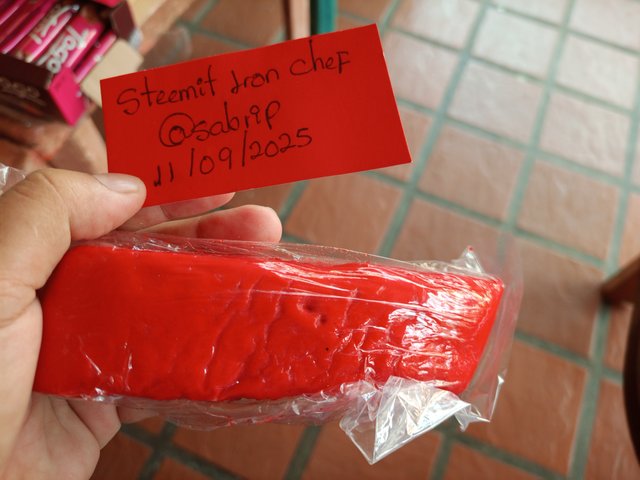 Steemit Iron Chef
@sabrip
11/09/2025